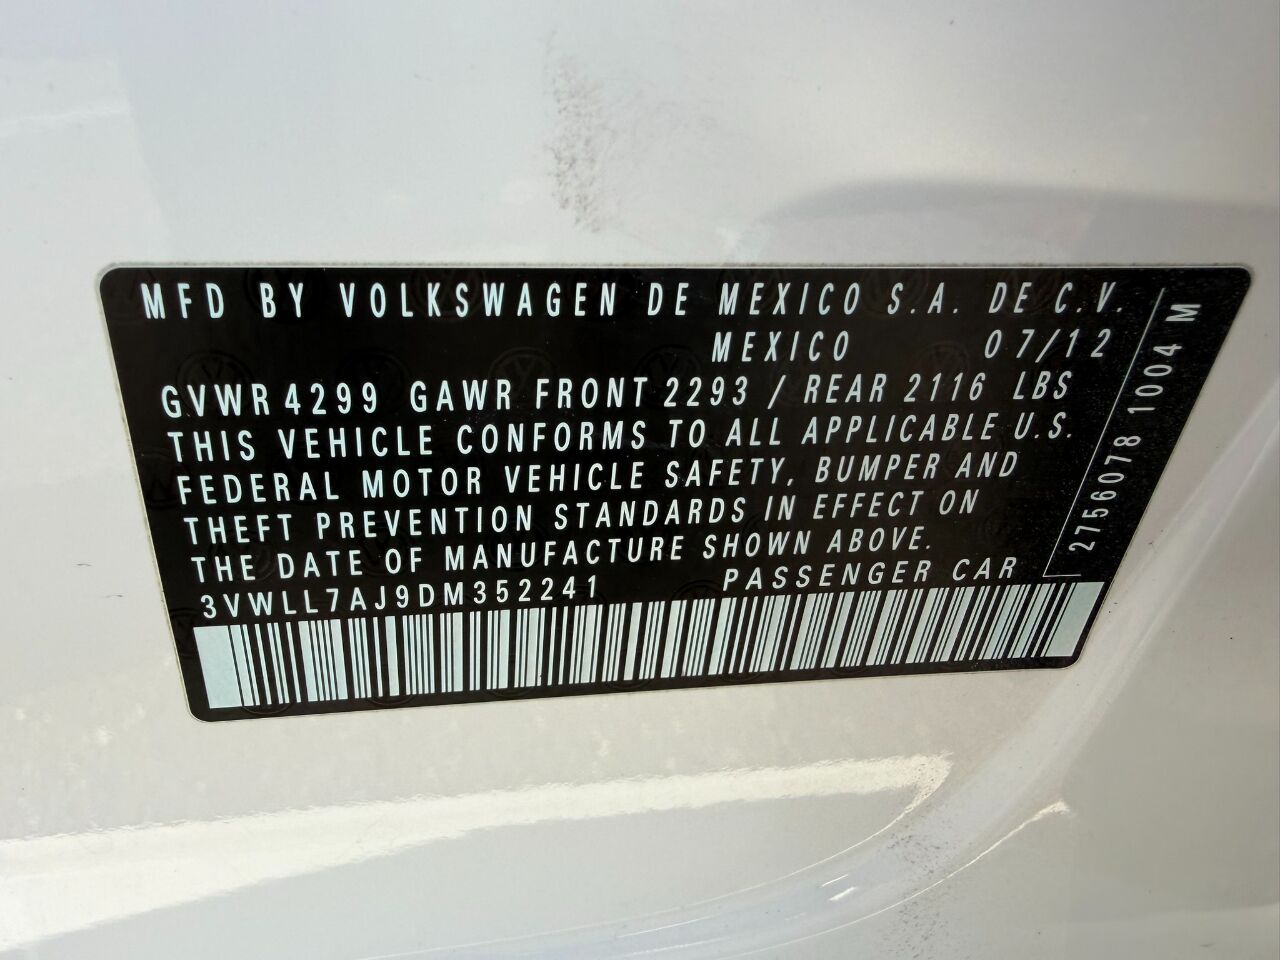 MFD BY VOLKSWAGEN DE MEXICO S.A. DE C.V.
MEXICO 07/12
GVWR 4299 GAWR FRONT 2293 / REAR 2116 LBS
THIS VEHICLE CONFORMS TO ALL APPLICABLE U.S.
FEDERAL MOTOR VEHICLE SAFETY, BUMPER AND
THEFT PREVENTION STANDARDS IN EFFECT ON
THE DATE OF MANUFACTURE SHOWN ABOVE.
3VWLL7AJ9DM352241 PASSENGER CAR
2756078 1004 M